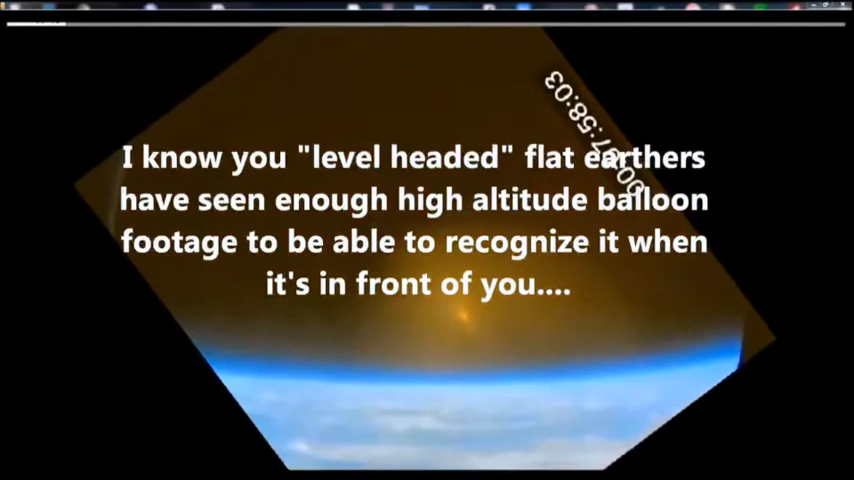 I know you "level headed" flat earthers
have seen enough high altitude balloon
footage to be able to recognize it when
it's in front of you....